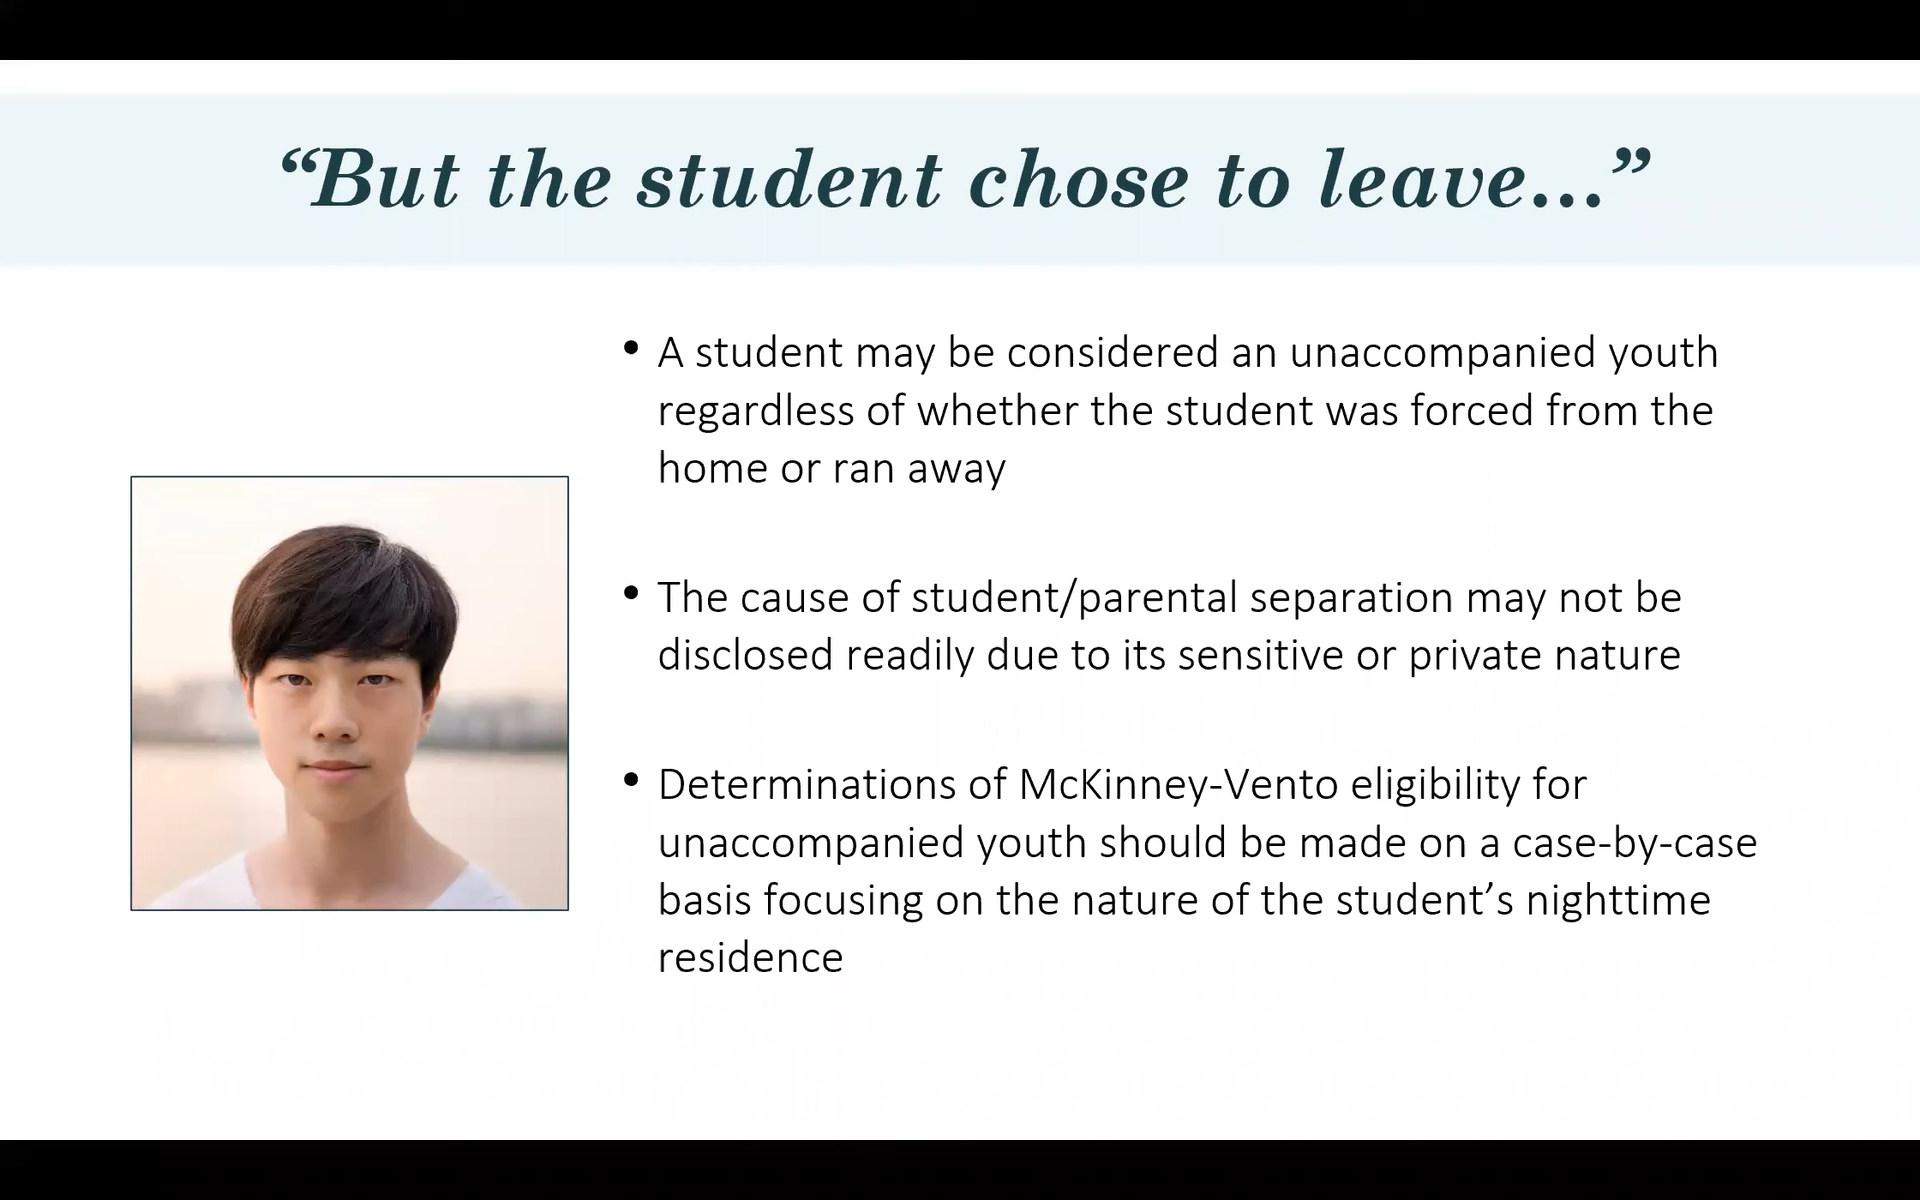 “But the student chose to leave...”
• A student may be considered an unaccompanied youth
regardless of whether the student was forced from the
home or ran away
• The cause of student/parental separation may not be
disclosed readily due to its sensitive or private nature
• Determinations of McKinney-Vento eligibility for
unaccompanied youth should be made on a case-by-case
basis focusing on the nature of the student’s nighttime
residence